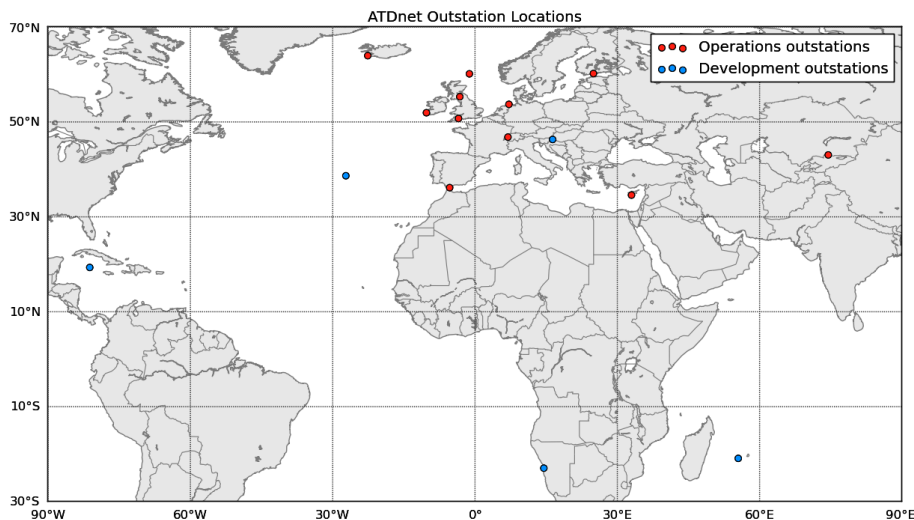 ATDnet Outstation Locations
70°N
Operations outstations
Development outstations
50°N
30°N
10°N
10°S
30°S
90°W 60°W 30°W 0° 30°E 60°E 90°E